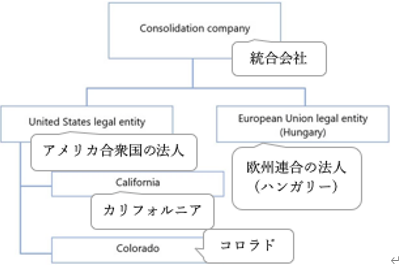 Consolidation company
統合会社
United States legal entity
アメリカ合衆国の法人
European Union legal entity
(Hungary)
欧州連合の法人
(ハンガリー)
California
カリフォルニア
Colorado
コロラド